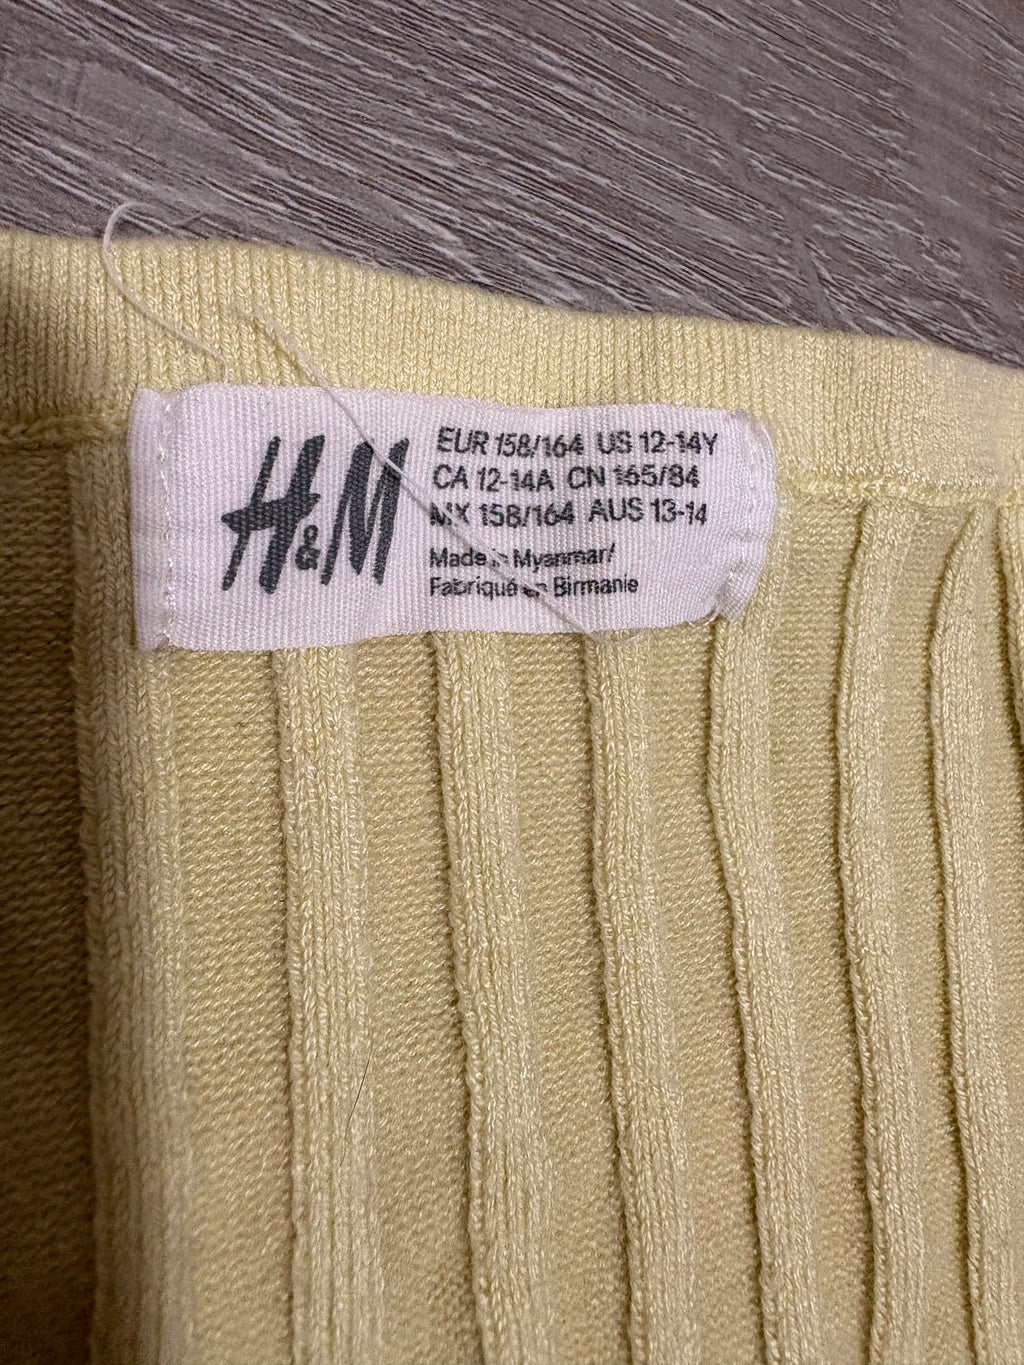 H&M
EUR 158/164 US 12-14Y
CA 12-14A CN 165/84
MX 158/164 AUS 13-14
Made in Myanmar/
Fabriqué en Birmanie